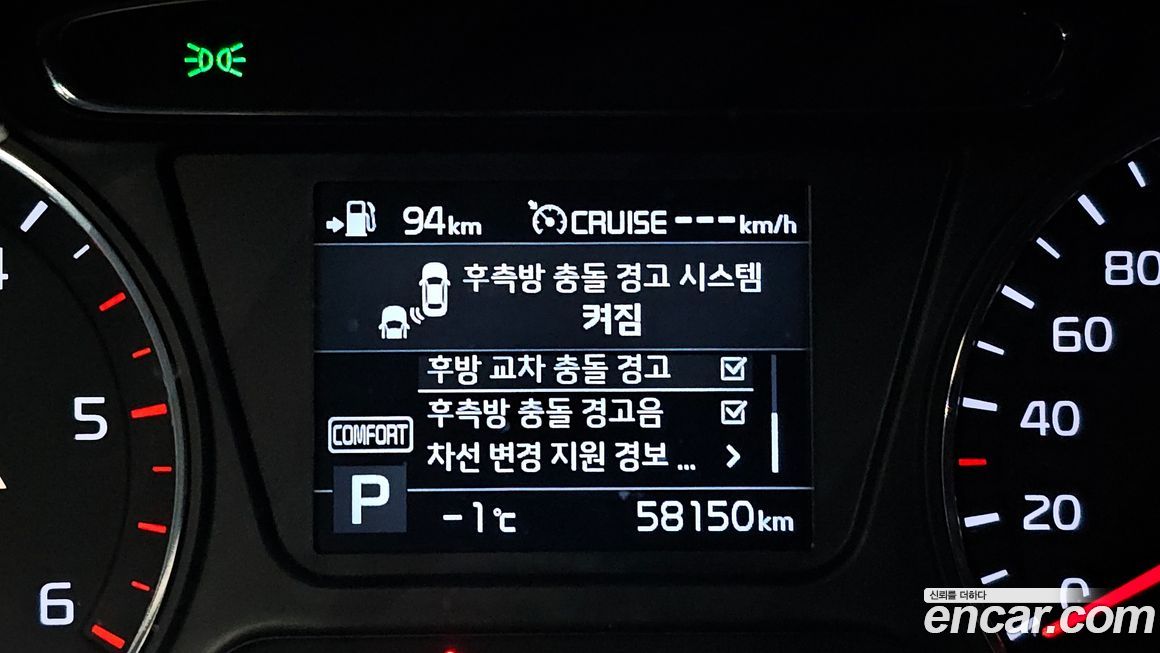 94km CRUISE ---km/h
후측방 충돌 경고 시스템
켜짐
후방 교차 충돌 경고
후측방 충돌 경고음
차선 변경 지원 경보 ...
COMFORT
P
-1℃ 58150km
4
5
6
80
60
40
20
0
신뢰를 더하다
encar.com